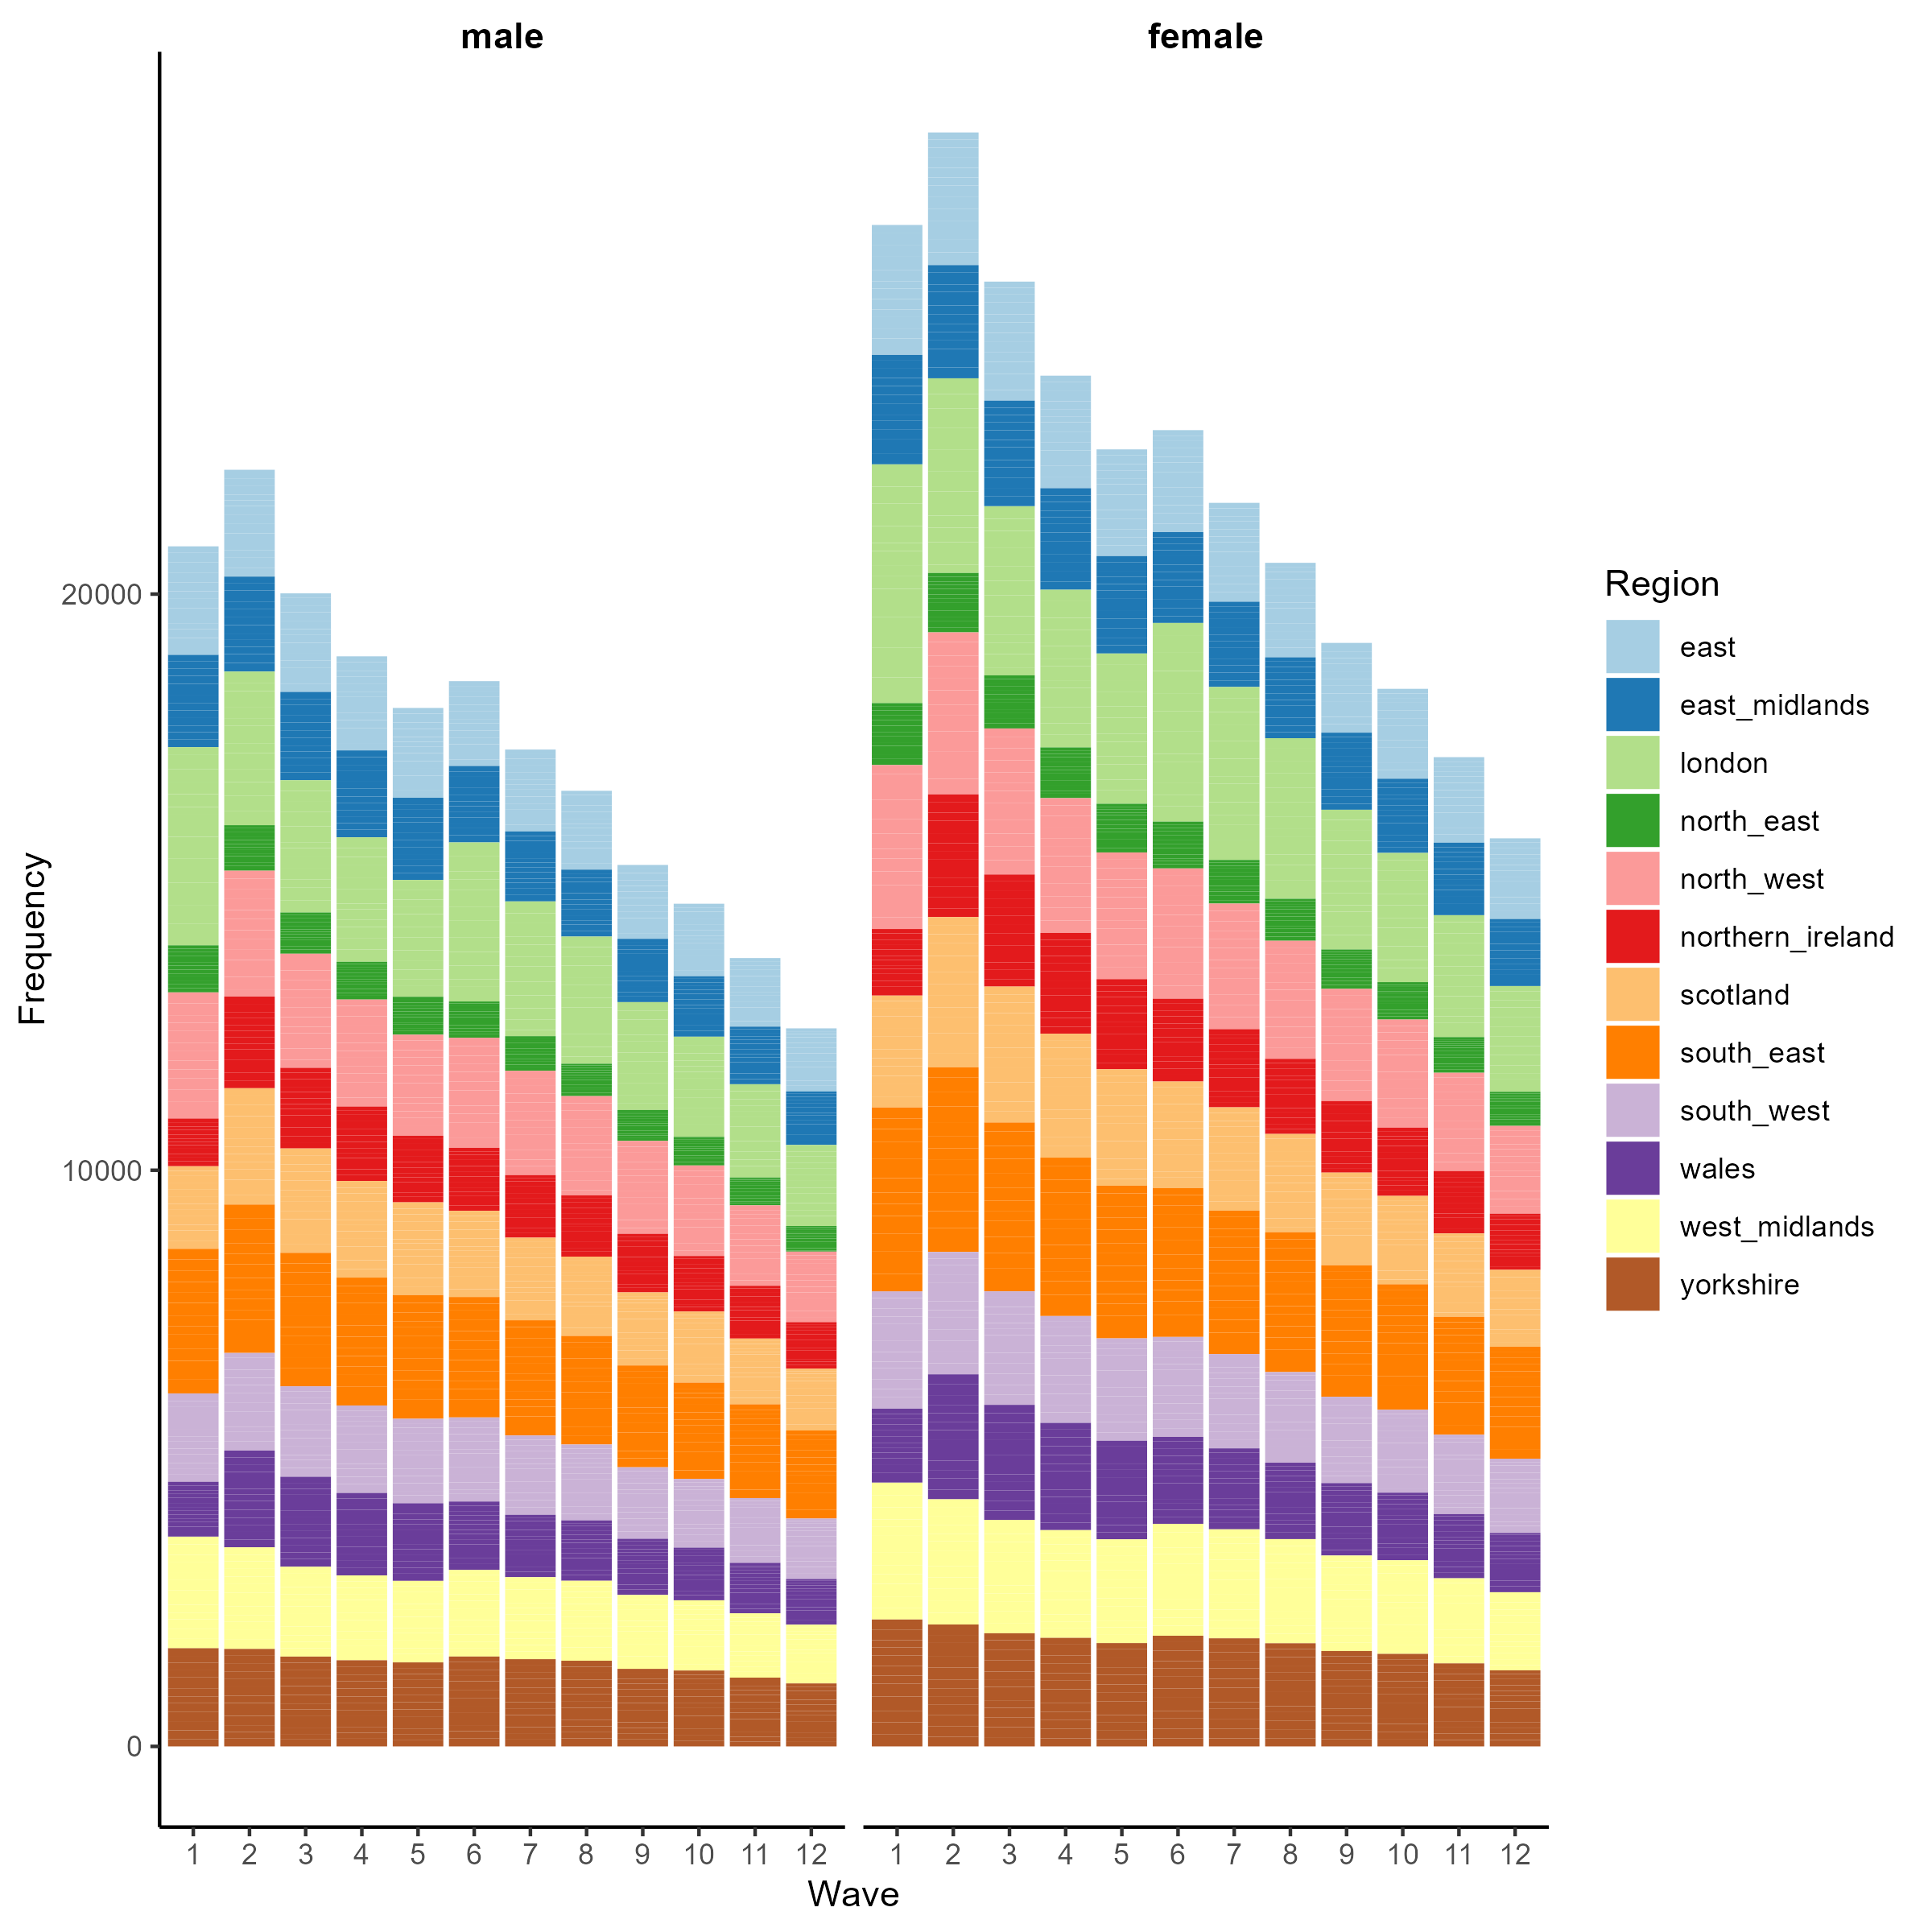 male female
Frequency
20000
10000
0
1 2 3 4 5 6 7 8 9 10 11 12 1 2 3 4 5 6 7 8 9 10 11 12
Wave
Region
east
east_midlands
london
north_east
north_west
northern_ireland
scotland
south_east
south_west
wales
west_midlands
yorkshire